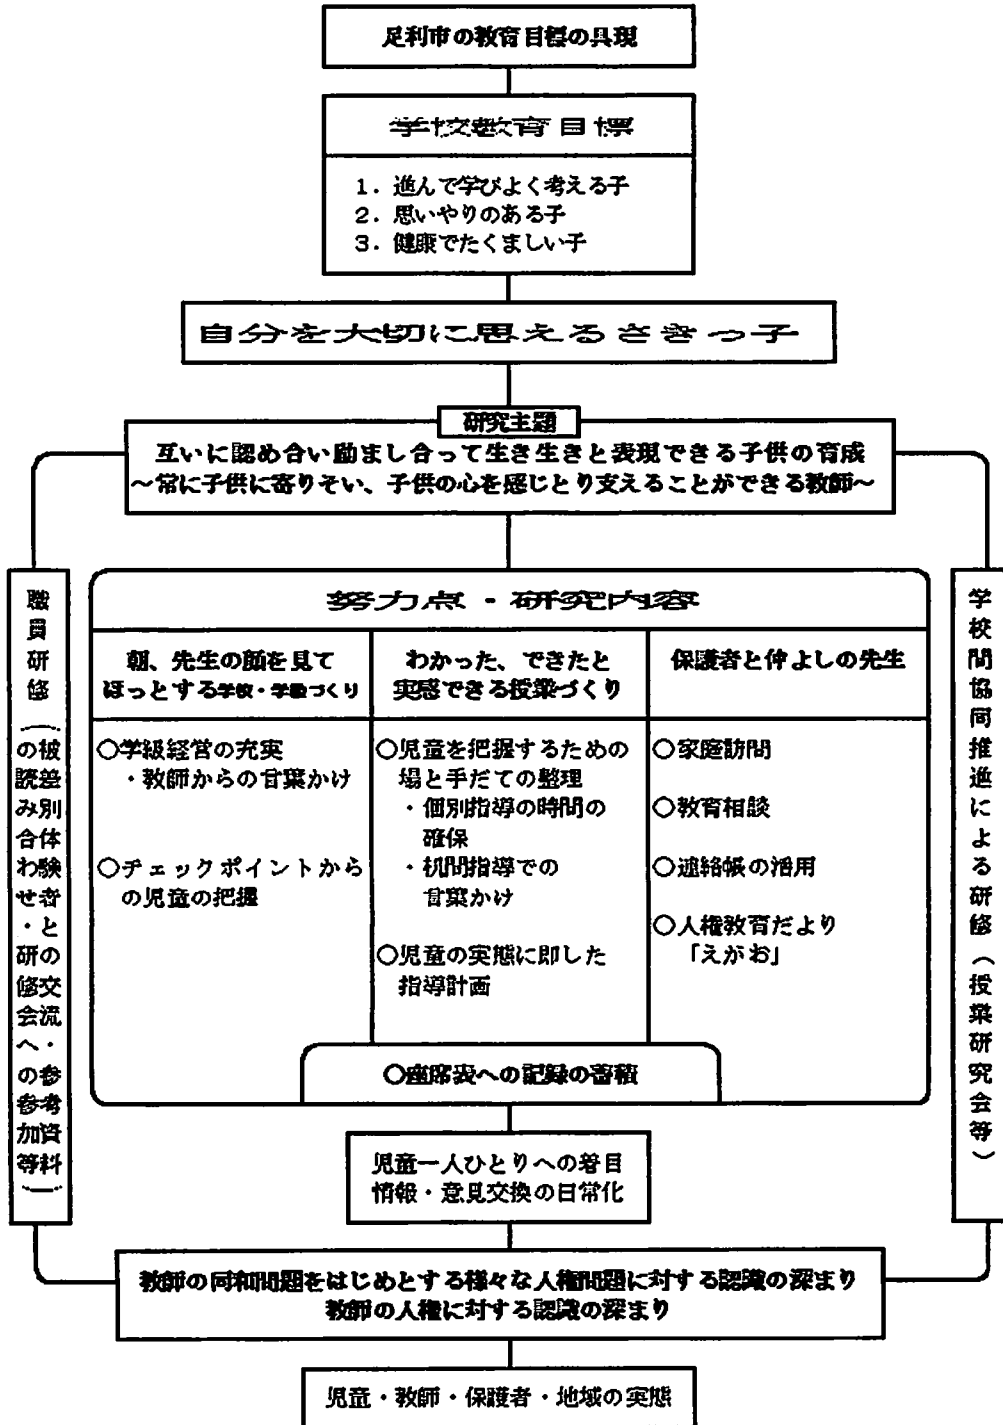 足利市の教育目標の具現
学校教育目標
1．進んで学びよく考える子
2．思いやりのある子
3．健康でたくましい子
自分を大切に思えるさきっ子
研究主題
互いに認め合い励まし合って生き生きと表現できる子供の育成
～常に子供に寄りそい、子供の心を感じとり支えることができる教師～
職員研修（被差別体験者との交流・参考資料
の読み合わせ・研修会への参加等）
努力点・研究内容
朝、先生の顔を見て
ほっとする学校・学級づくり
○学級経営の充実
・教師からの言葉かけ
○チェックポイントから
の児童の把握
わかった、できたと
実感できる授業づくり
○児童を把握するための
場と手だての整理
・個別指導の時間の
確保
・机間指導での
言葉かけ
○児童の実態に即した
指導計画
保護者と仲よしの先生
○家庭訪問
○教育相談
○連絡帳の活用
○人権教育だより
「えがお」
○座席表への記録の蓄積
学校間協同推進による研修（授業研究会等）
児童一人ひとりへの着目
情報・意見交換の日常化
教師の同和問題をはじめとする様々な人権問題に対する認識の深まり
教師の人権に対する認識の深まり
児童・教師・保護者・地域の実態